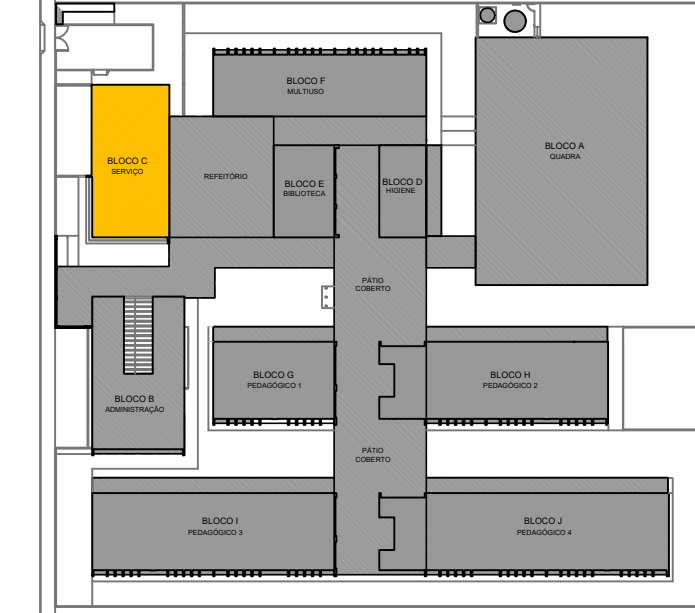 BLOCO F
MULTIUSO
BLOCO A
QUADRA
BLOCO C
SERVIÇO
REFEITÓRIO
BLOCO E
BIBLIOTECA
BLOCO D
HIGIENE
PÁTIO
COBERTO
BLOCO G
PEDAGÓGICO 1
BLOCO H
PEDAGÓGICO 2
BLOCO B
ADMINISTRAÇÃO
PÁTIO
COBERTO
BLOCO I
PEDAGÓGICO 3
BLOCO J
PEDAGÓGICO 4